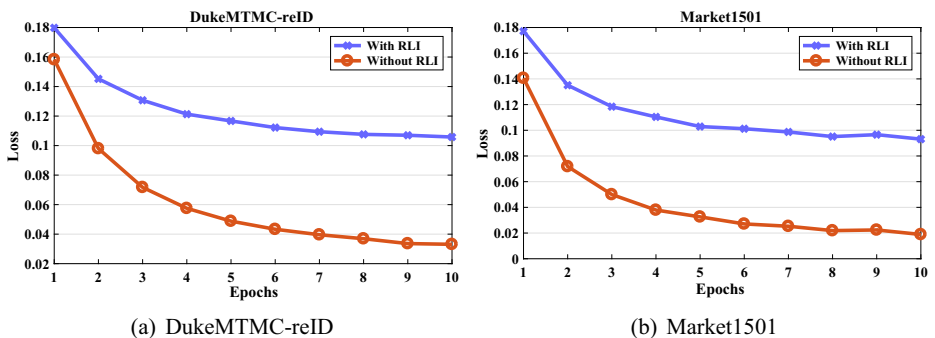 DukeMTMC-reID
0.18
0.16
0.14
0.12
0.1
0.08
0.06
0.04
0.02
Loss
With RLI
Without RLI
1 2 3 4 5 6 7 8 9 10
Epochs
(a) DukeMTMC-reID
Market1501
0.18
0.16
0.14
0.12
0.1
0.08
0.06
0.04
0.02
0
Loss
With RLI
Without RLI
1 2 3 4 5 6 7 8 9 10
Epochs
(b) Market1501